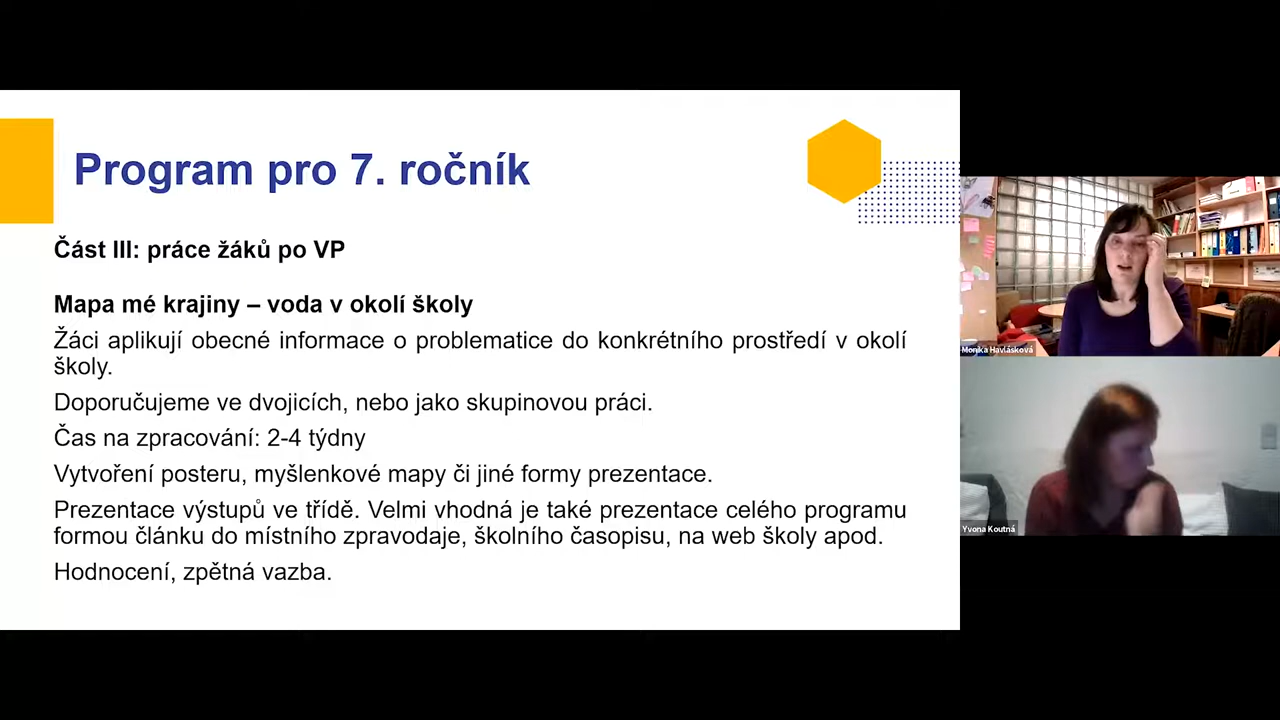 Program pro 7. ročník
Část III: práce žáků po VP
Mapa mé krajiny – voda v okolí školy
Žáci aplikují obecné informace o problematice do konkrétního prostředí v okolí
školy.
Doporučujeme ve dvojicích, nebo jako skupinovou práci.
Čas na zpracování: 2-4 týdny
Vytvoření posteru, myšlenkové mapy či jiné formy prezentace.
Prezentace výstupů ve třídě. Velmi vhodná je také prezentace celého programu
formou článku do místního zpravodaje, školního časopisu, na web školy apod.
Hodnocení, zpětná vazba.
Monika Havlásková
Yvona Koutná